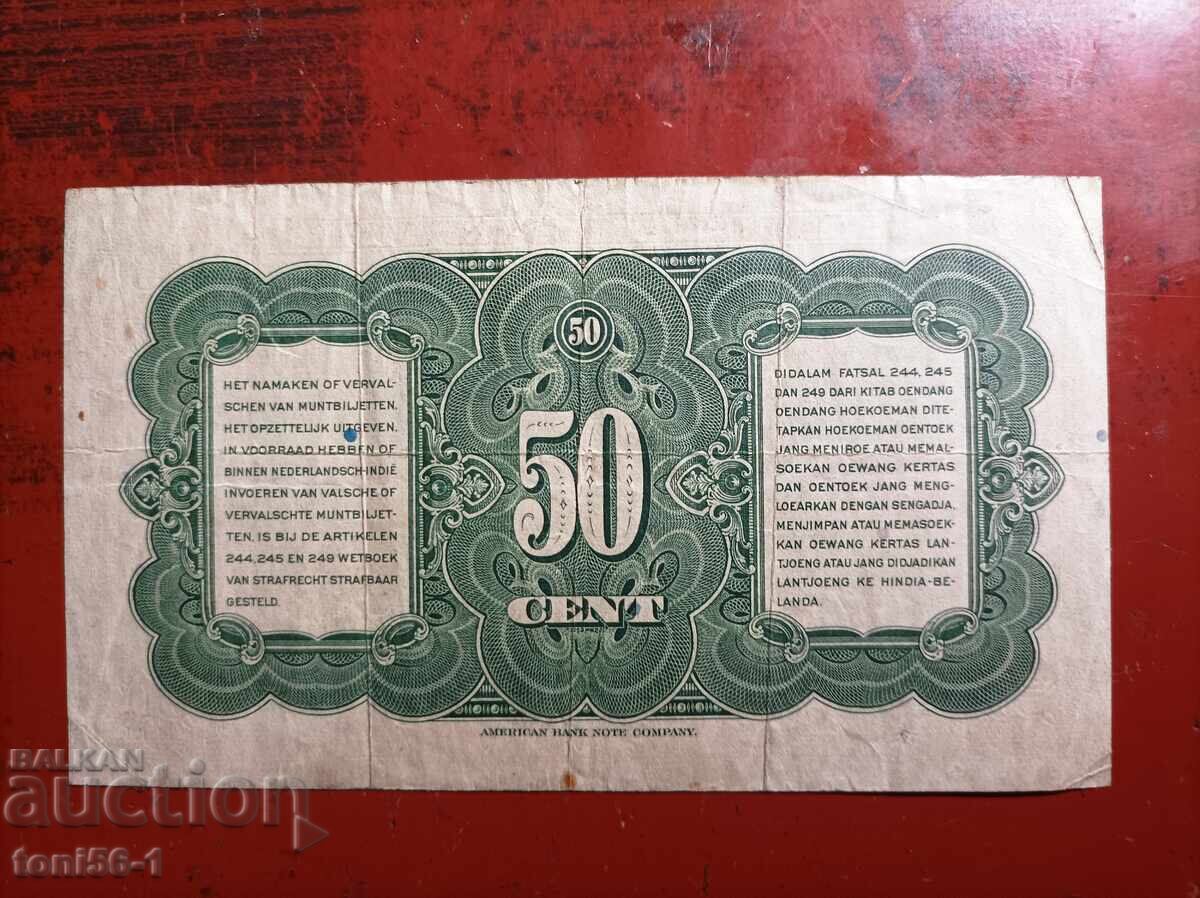 50
HET NAMAKEN OF VERVAL-
SCHEN VAN MUNTBILJETTEN,
HET OPZETTELIJK UITGEVEN,
IN VOORRAAD HEBBEN OF
BINNEN NEDERLANDSCH-INDIË
INVOEREN VAN VALSCHE OF
VERVALSCHTE MUNTBILJET-
TEN, IS BIJ DE ARTIKELEN
244, 245 EN 249 WETBOEK
VAN STRAFRECHT STRAFBAAR
GESTELD.
50
CENT
DIDALAM FATSAL 244, 245
DAN 249 DARI KITAB OENDANG
OENDANG HOEKOEMAN DITE-
TAPKAN HOEKOEMAN OENTOEK
JANG MENIROE ATAU MEMAL-
SOEKAN OEWANG KERTAS
DAN OENTOEK JANG MENG-
LOEARKAN DENGAN SENGADJA,
MENJIMPAN ATAU MEMASOEK-
KAN OEWANG KERTAS LAN-
TJOENG ATAU JANG DIDJADIKAN
LANTJOENG KE HINDIA-BE-
LANDA.
AMERICAN BANK NOTE COMPANY.
BALKAN
auction
toni56-1